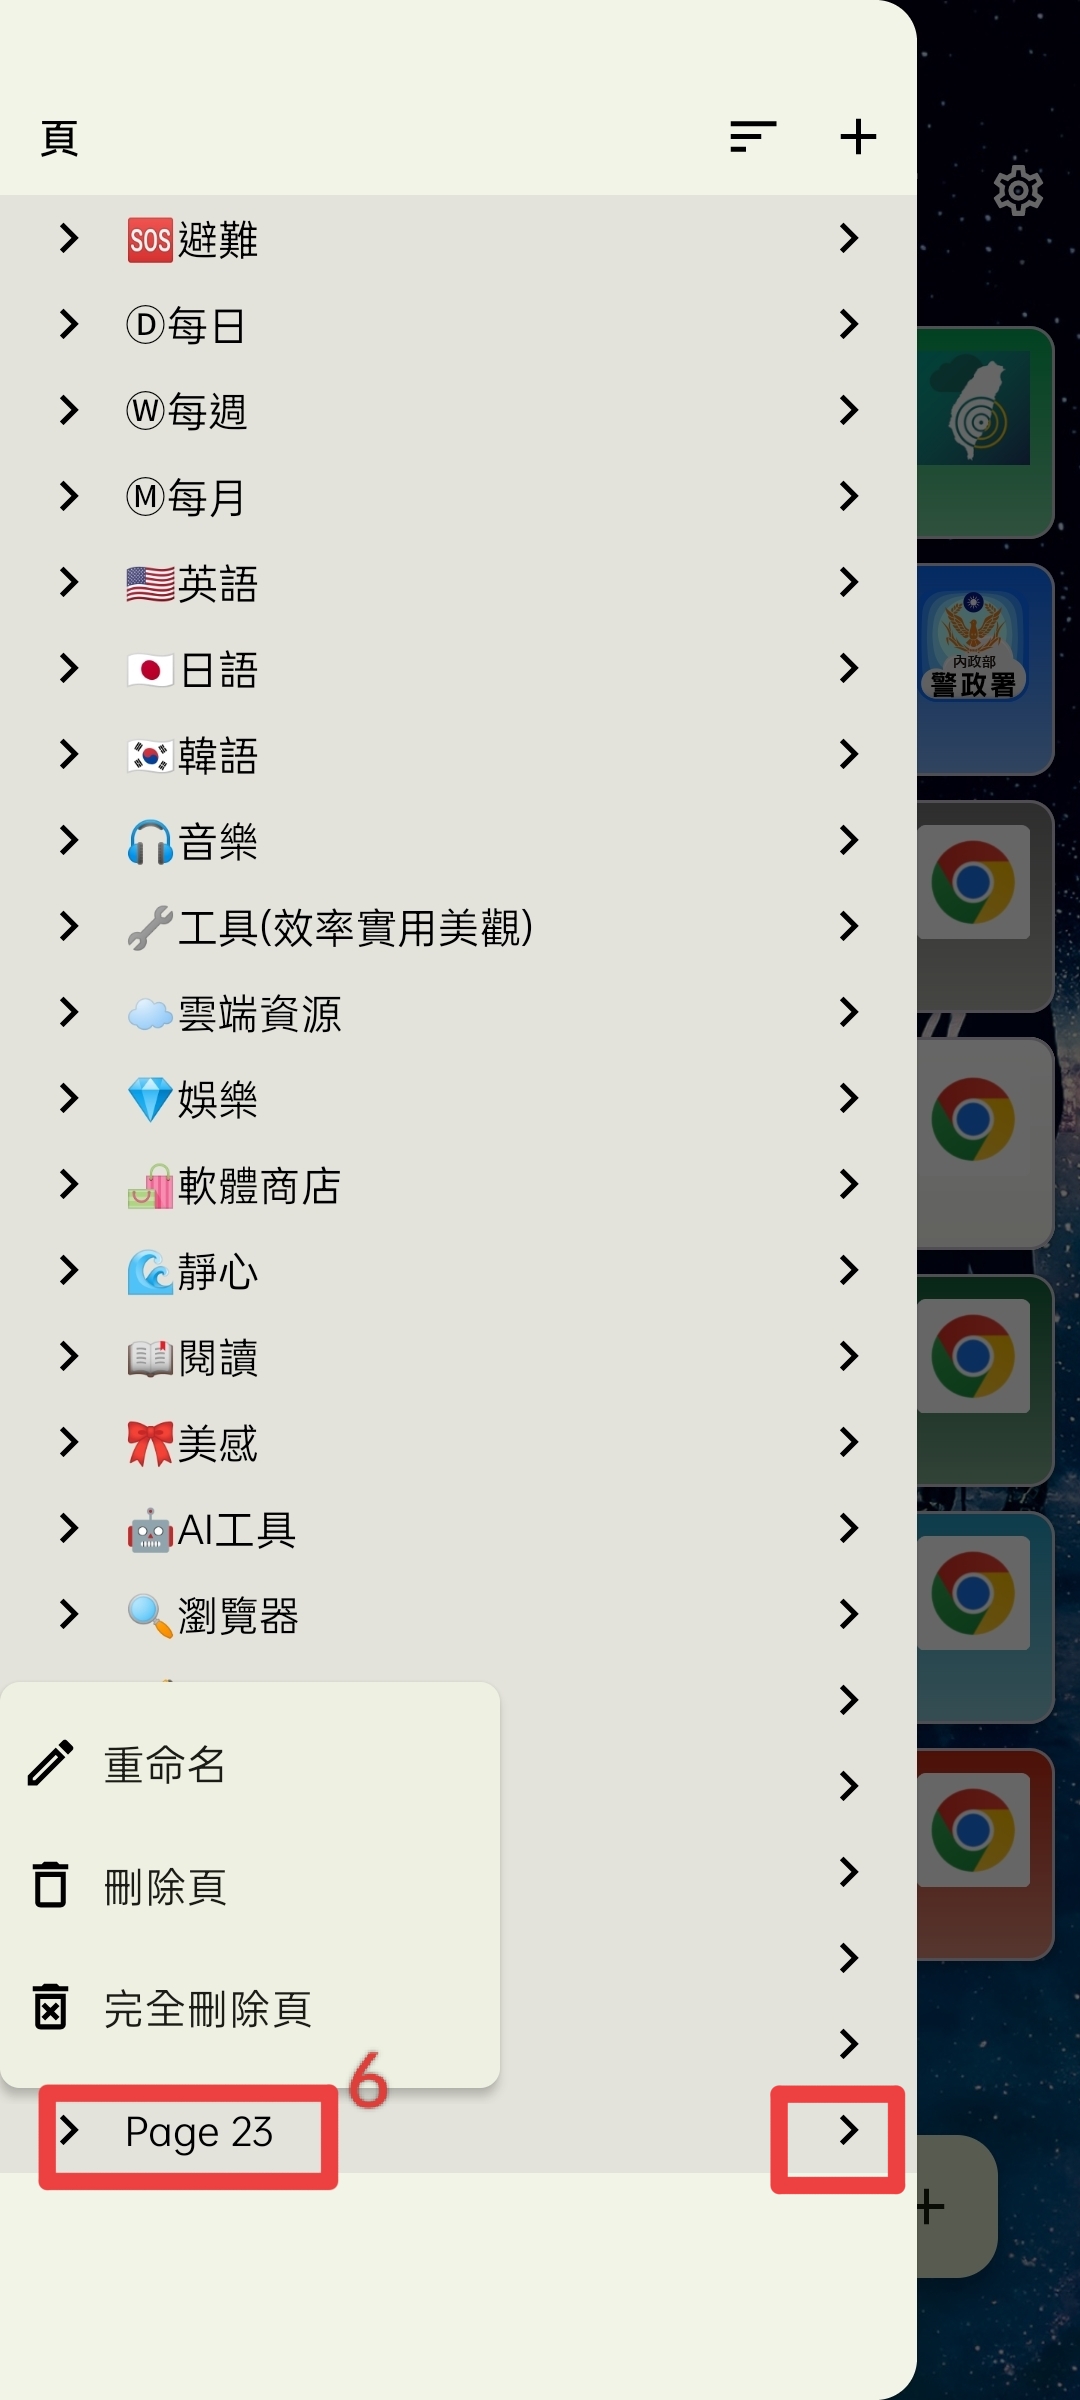 頁
SOS避難
Ⓓ每日
Ⓦ每週
Ⓜ每月
英語
日語
韓語
音樂
工具(效率實用美觀)
雲端資源
娛樂
軟體商店
靜心
閱讀
美感
AI工具
瀏覽器
重命名
刪除頁
完全刪除頁
6
Page 23
內政部
警政署